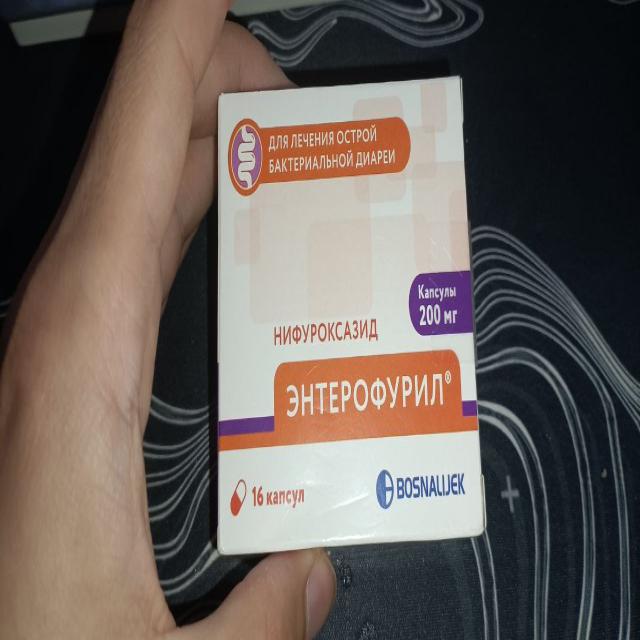 ДЛЯ ЛЕЧЕНИЯ ОСТРОЙ
БАКТЕРИАЛЬНОЙ ДИАРЕИ
Капсулы
200 мг
НИФУРОКСАЗИД
ЭНТЕРОФУРИЛ®
16 капсул
BOSNALIJEK